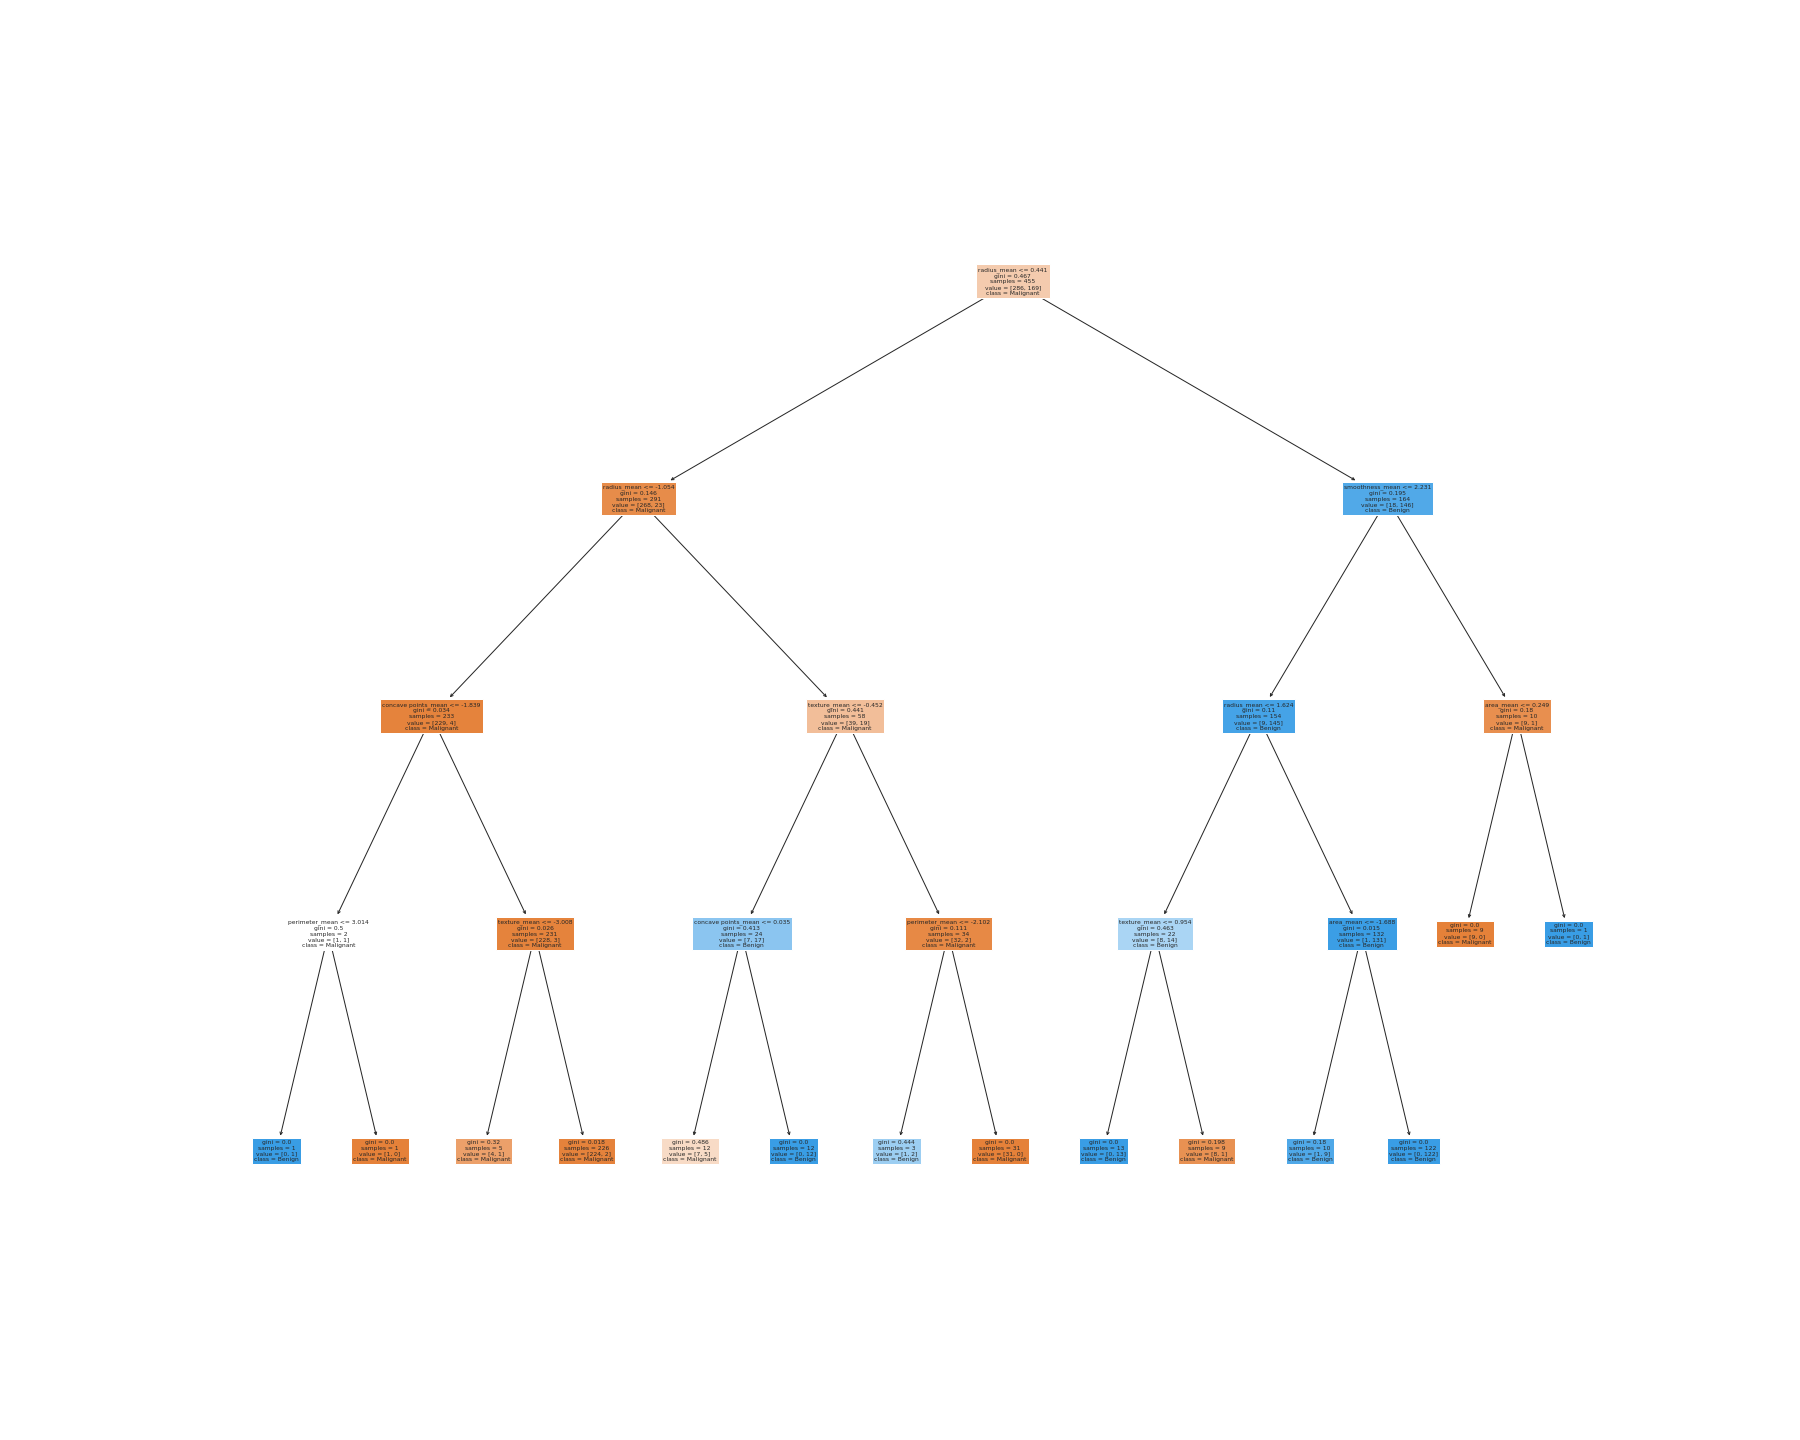 radius_mean <= 0.441
gini = 0.467
samples = 455
value = [286, 169]
class = Malignant
radius_mean <= -1.054
gini = 0.146
samples = 291
value = [268, 23]
class = Malignant
smoothness_mean <= 2.231
gini = 0.195
samples = 164
value = [18, 146]
class = Benign
concave points_mean <= -1.839
gini = 0.034
samples = 233
value = [229, 4]
class = Malignant
texture_mean <= -0.452
gini = 0.441
samples = 58
value = [39, 19]
class = Malignant
radius_mean <= 1.624
gini = 0.11
samples = 154
value = [9, 145]
class = Benign
area_mean <= 0.249
gini = 0.18
samples = 10
value = [9, 1]
class = Malignant
perimeter_mean <= 3.014
gini = 0.5
samples = 2
value = [1, 1]
class = Malignant
texture_mean <= -3.008
gini = 0.026
samples = 231
value = [228, 3]
class = Malignant
concave points_mean <= 0.035
gini = 0.413
samples = 24
value = [7, 17]
class = Benign
perimeter_mean <= -2.102
gini = 0.111
samples = 34
value = [32, 2]
class = Malignant
texture_mean <= 0.954
gini = 0.463
samples = 22
value = [8, 14]
class = Benign
area_mean <= -1.688
gini = 0.015
samples = 132
value = [1, 131]
class = Benign
gini = 0.0
samples = 9
value = [9, 0]
class = Malignant
gini = 0.0
samples = 1
value = [0, 1]
class = Benign
gini = 0.0
samples = 1
value = [0, 1]
class = Benign
gini = 0.0
samples = 1
value = [1, 0]
class = Malignant
gini = 0.32
samples = 5
value = [4, 1]
class = Malignant
gini = 0.018
samples = 226
value = [224, 2]
class = Malignant
gini = 0.486
samples = 12
value = [7, 5]
class = Malignant
gini = 0.0
samples = 12
value = [0, 12]
class = Benign
gini = 0.444
samples = 3
value = [1, 2]
class = Benign
gini = 0.0
samples = 31
value = [31, 0]
class = Malignant
gini = 0.0
samples = 13
value = [0, 13]
class = Benign
gini = 0.198
samples = 9
value = [8, 1]
class = Malignant
gini = 0.18
samples = 10
value = [1, 9]
class = Benign
gini = 0.0
samples = 122
value = [0, 122]
class = Benign